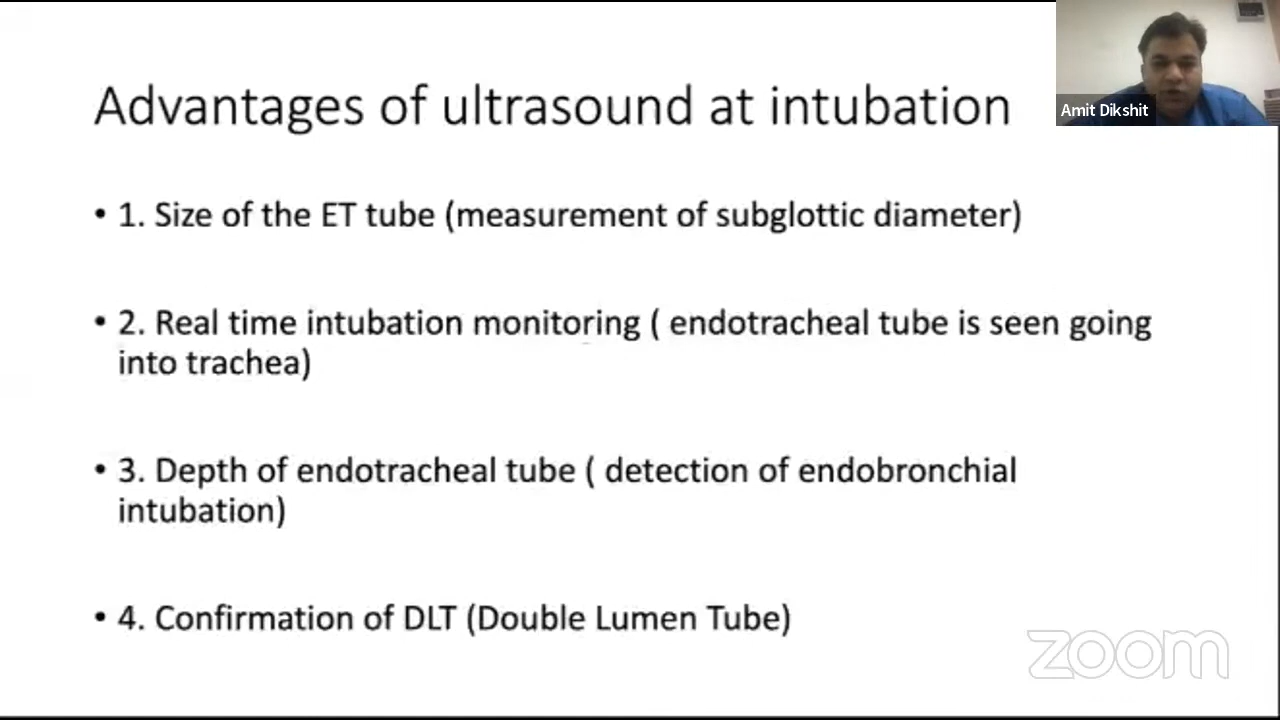 Advantages of ultrasound at intubation
Amit Dikshit
• 1. Size of the ET tube (measurement of subglottic diameter)
• 2. Real time intubation monitoring ( endotracheal tube is seen going
into trachea)
• 3. Depth of endotracheal tube ( detection of endobronchial
intubation)
• 4. Confirmation of DLT (Double Lumen Tube)
zoom